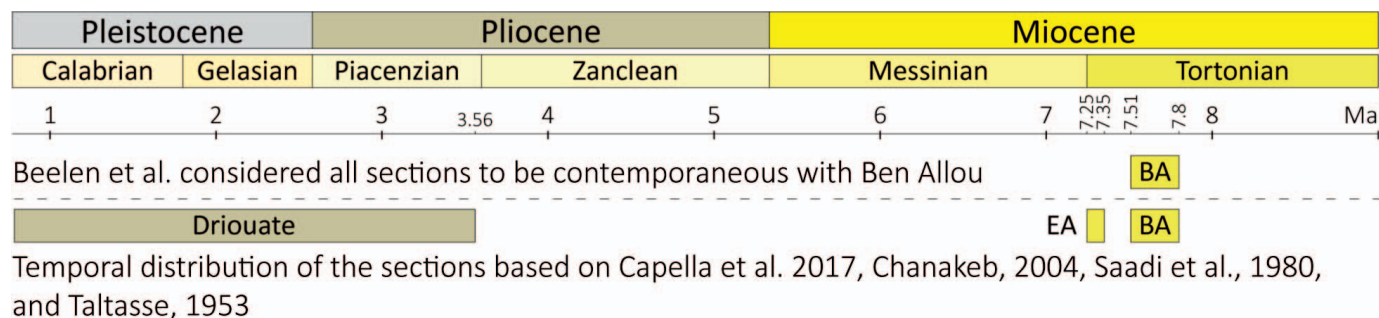 Pleistocene Pliocene Miocene
Calabrian Gelasian Piacenzian Zanclean Messinian Tortonian
1 2 3 3.56 4 5 6 7 7.25 7.35 7.51 7.8 8 Ma
Beelen et al. considered all sections to be contemporaneous with Ben Allou BA
Driouate EA BA
Temporal distribution of the sections based on Capella et al. 2017, Chanakeb, 2004, Saadi et al., 1980,
and Taltasse, 1953